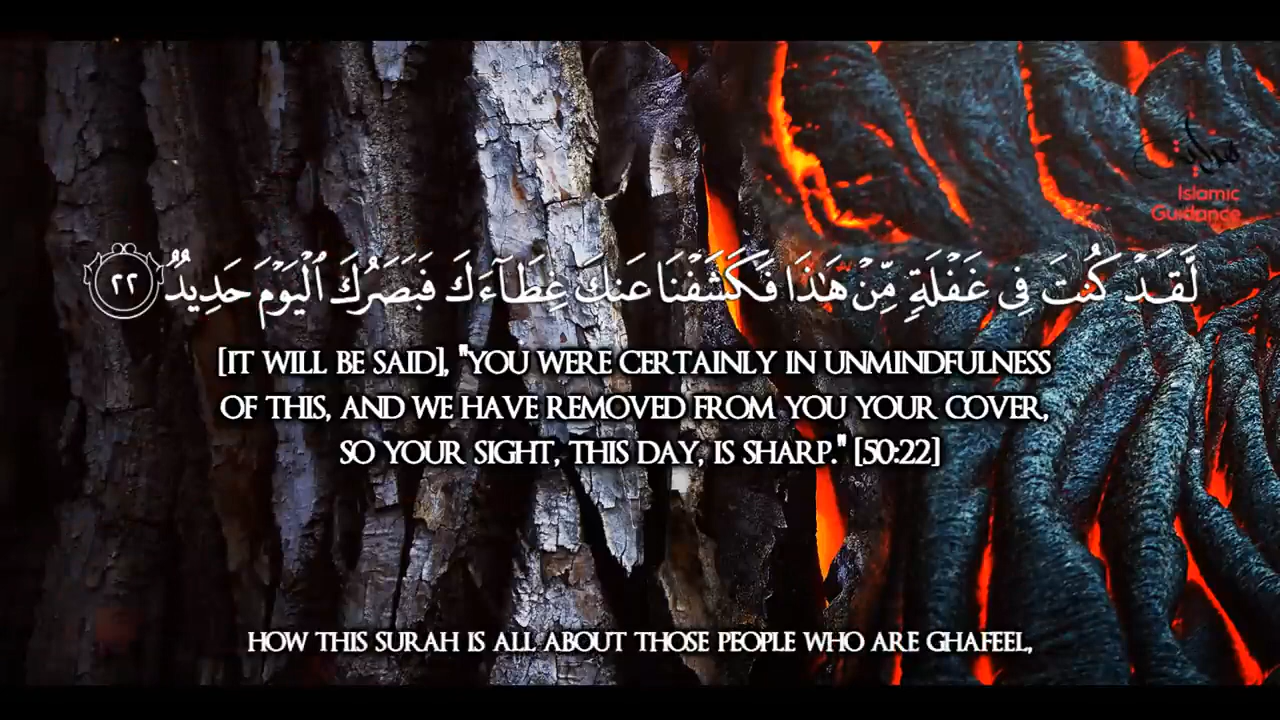 هداية
Islamic
Guidance
لَّقَدْ كُنتَ فِى غَفْلَةٍ مِّنْ هَٰذَا فَكَشَفْنَا عَنكَ غِطَآءَكَ فَبَصَرُكَ ٱلْيَوْمَ حَدِيدٌ ٢٢
[IT WILL BE SAID], "YOU WERE CERTAINLY IN UNMINDFULNESS
OF THIS, AND WE HAVE REMOVED FROM YOU YOUR COVER,
SO YOUR SIGHT, THIS DAY, IS SHARP." [50:22]
HOW THIS SURAH IS ALL ABOUT THOSE PEOPLE WHO ARE GHAFEEL,